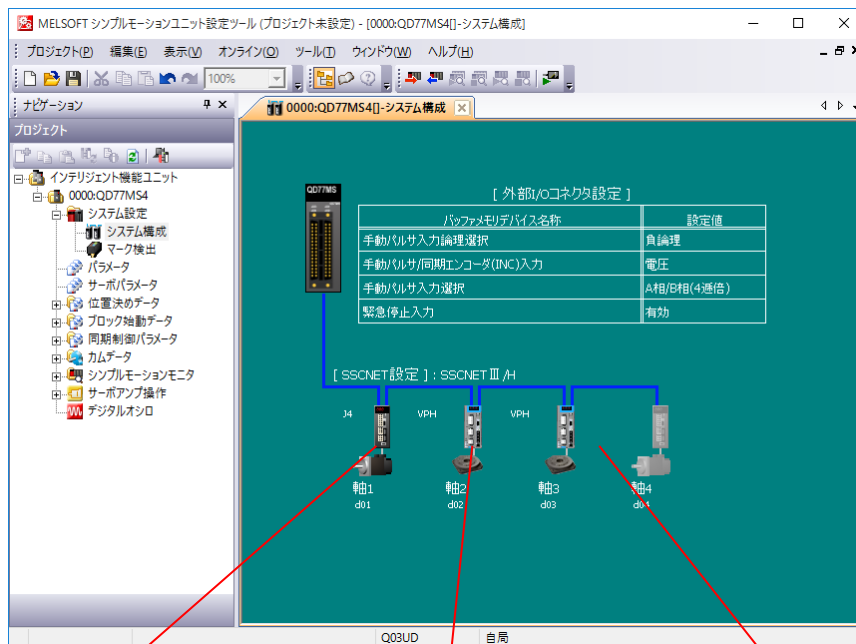 MELSOFT シンプルモーションユニット設定ツール (プロジェクト未設定) - [0000:QD77MS4[]-システム構成]
プロジェクト(P) 編集(E) 表示(V) オンライン(O) ツール(T) ウィンドウ(W) ヘルプ(H)
100%
ナビゲーション
0000:QD77MS4[]-システム構成
プロジェクト
インテリジェント機能ユニット
0000:QD77MS4
システム設定
システム構成
マーク検出
パラメータ
サーボパラメータ
位置決めデータ
ブロック始動データ
同期制御パラメータ
カムデータ
シンプルモーションモニタ
サーボアンプ操作
デジタルオシロ
QD77MS
[ 外部I/Oコネクタ設定 ]
バッファメモリデバイス名称 設定値
手動パルサ入力論理選択 負論理
手動パルサ/同期エンコーダ(INC)入力 電圧
手動パルサ入力選択 A相/B相(4逓倍)
緊急停止入力 有効
[ SSCNET設定 ] : SSCNETⅢ/H
J4 VPH VPH
軸1 軸2 軸3 軸4
d01 d02 d03 d04
Q03UD 自局